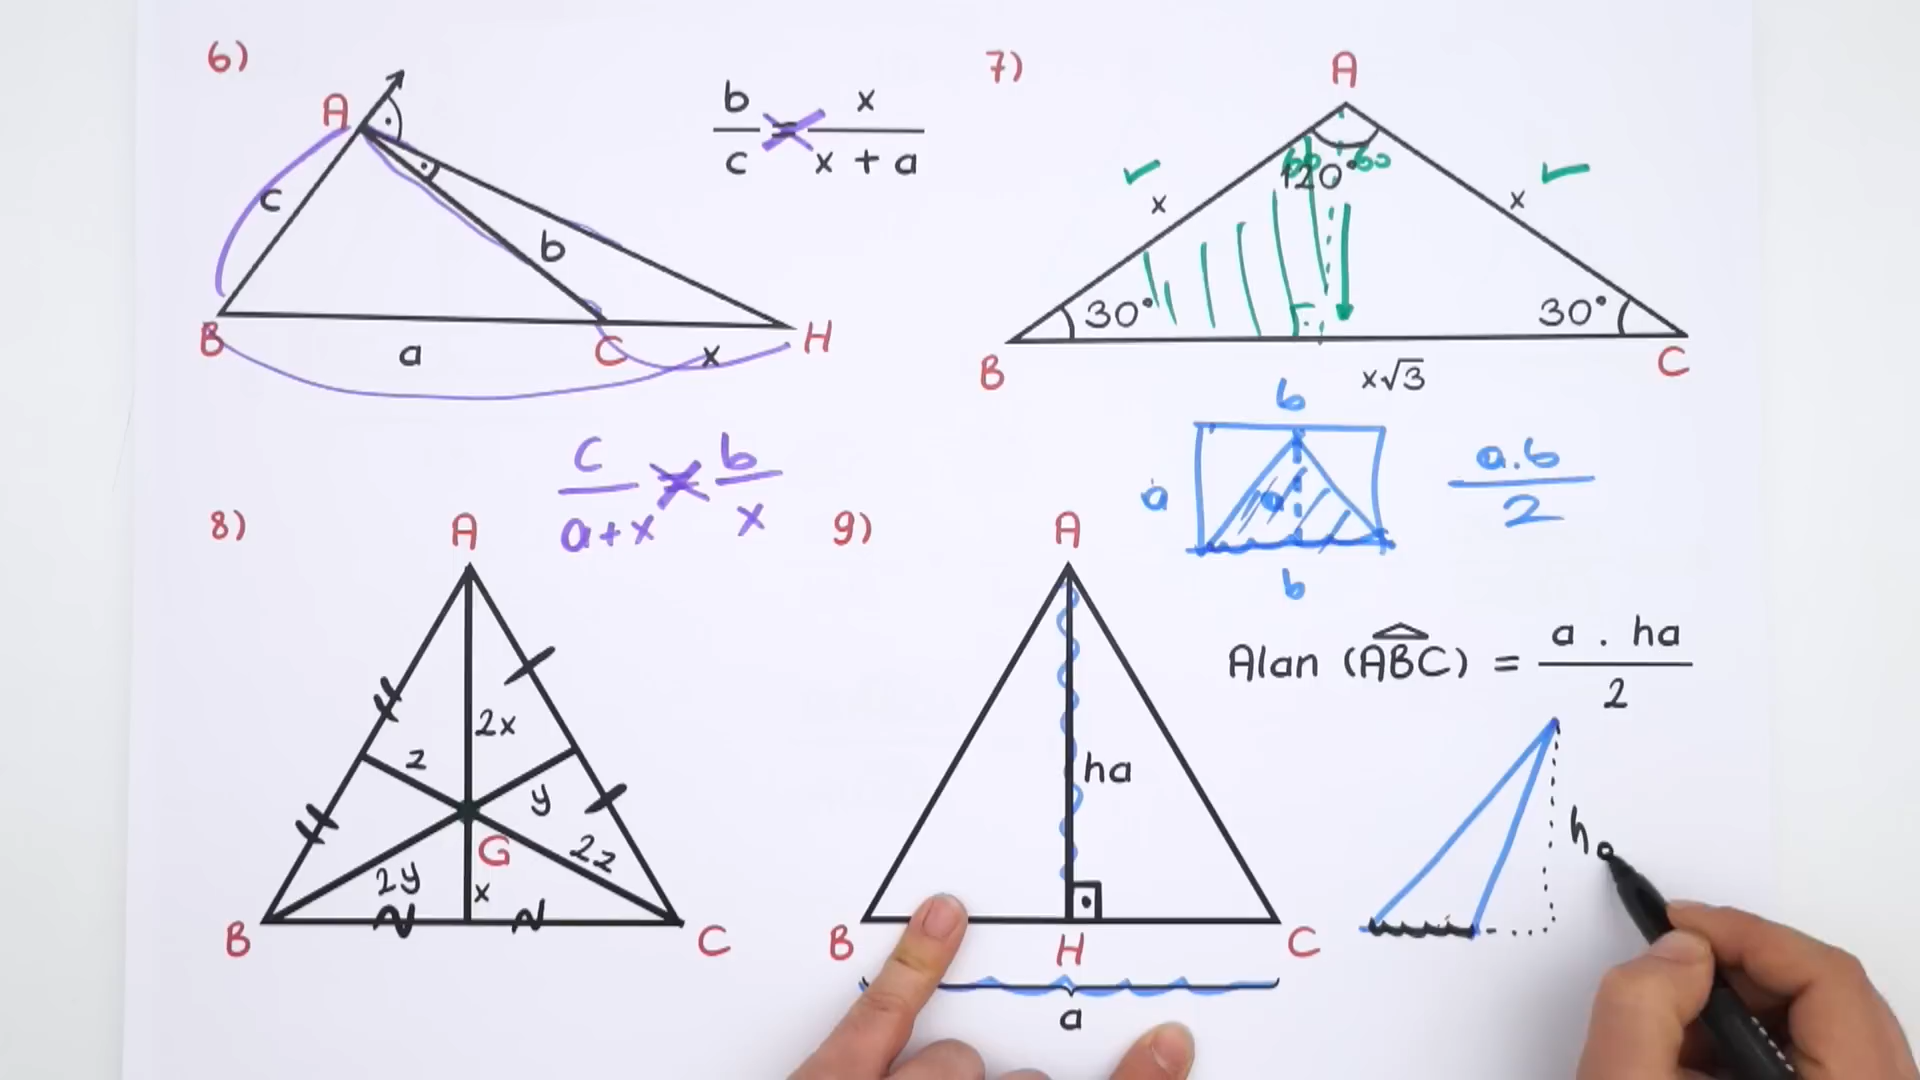 6)
A
c
b
B
a
C
x
H
b/c = x/(x + a)
c/(a+x) = b/x
7)
A
60 60
120°
x
x
30°
30°
B
x√3
C
b
a
a
b
a.b/2
8)
A
z
2x
y
G
2y
x
2z
B
C
9)
A
ha
B
H
C
a
Alan (ABC) = a . ha/2
ha